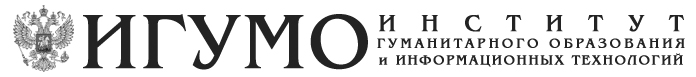 ИГУМО
ИНСТИТУТ
ГУМАНИТАРНОГО ОБРАЗОВАНИЯ
и ИНФОРМАЦИОННЫХ ТЕХНОЛОГИЙ